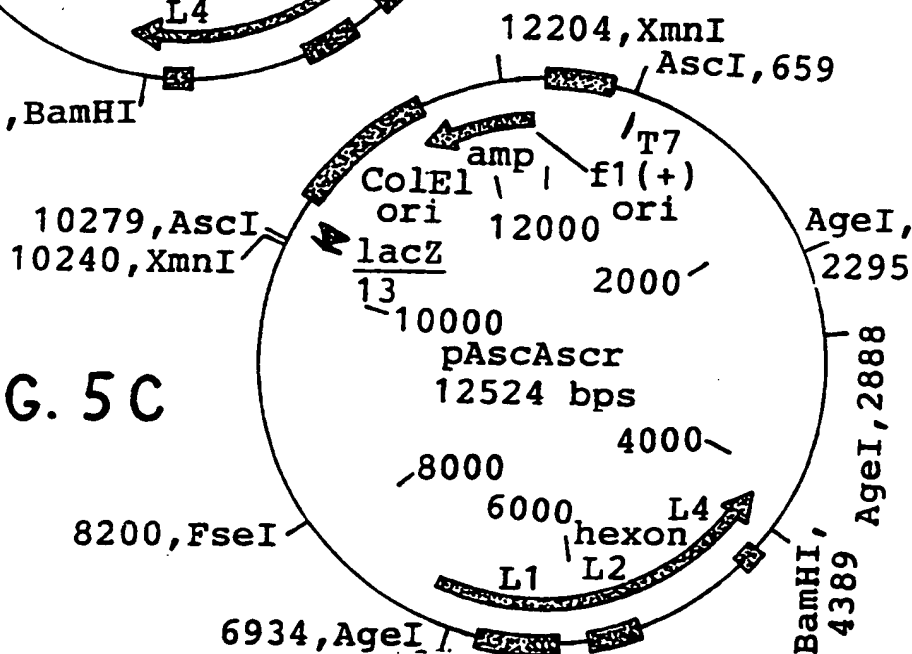 L4
,BamHI
12204,XmnI
AscI,659
T7
amp
f1(+)
ori
ColE1
ori
12000
10279,AscI
10240,XmnI
lacZ
13
AgeI,
2295
2000
10000
pAscAscr
12524 bps
AgeI,2888
G. 5C
4000
8000
6000
hexon
L4
L2
L1
8200,FseI
BamHI,
4389
6934,AgeI